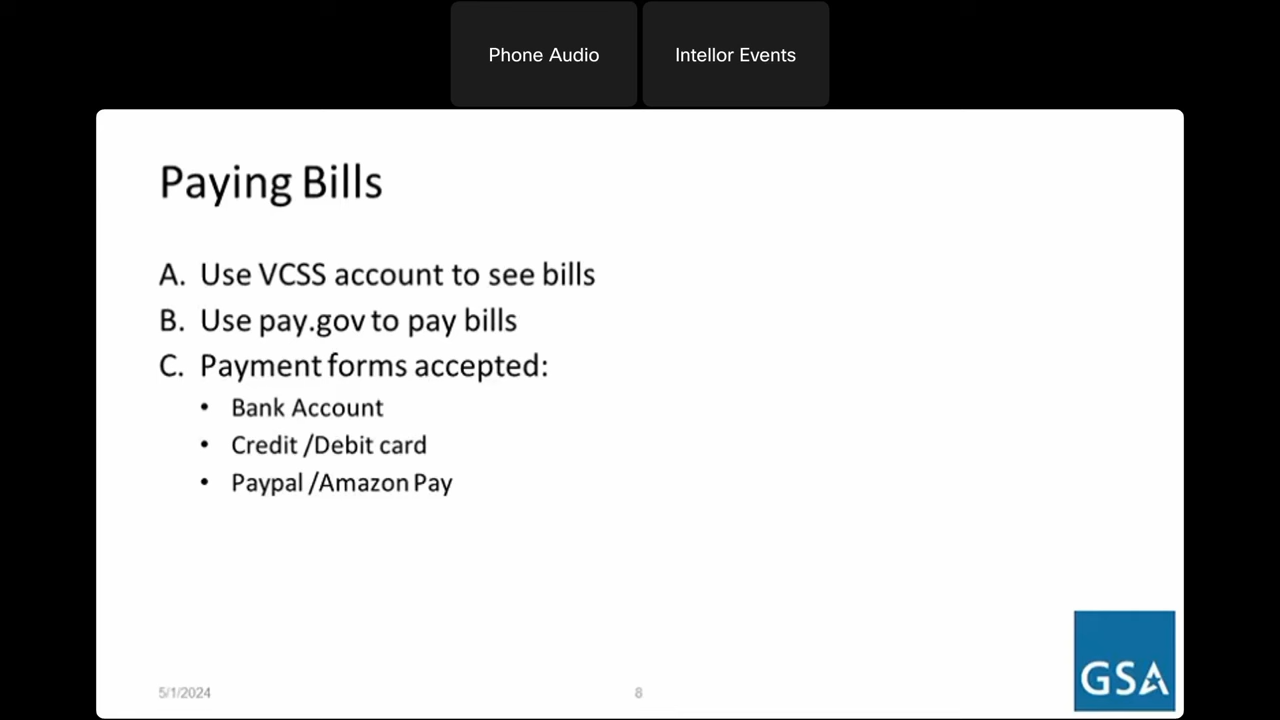 Phone Audio
Intellor Events
Paying Bills
A. Use VCSS account to see bills
B. Use pay.gov to pay bills
C. Payment forms accepted:
• Bank Account
• Credit /Debit card
• Paypal /Amazon Pay
5/1/2024
8
GSA